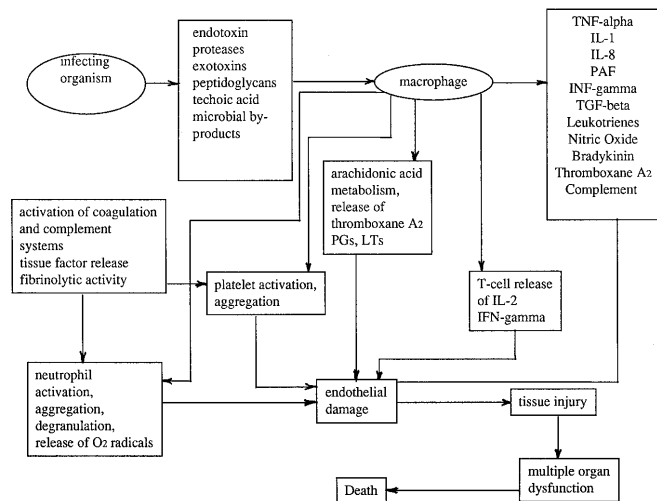 infecting
organism
endotoxin
proteases
exotoxins
peptidoglycans
techoic acid
microbial by-
products
macrophage
TNF-alpha
IL-1
IL-8
PAF
INF-gamma
TGF-beta
Leukotrienes
Nitric Oxide
Bradykinin
Thromboxane A2
Complement
arachidonic acid
metabolism,
release of
thromboxane A2
PGs, LTs
activation of coagulation
and complement
systems
tissue factor release
fibrinolytic activity
platelet activation,
aggregation
T-cell release
of IL-2
IFN-gamma
neutrophil
activation,
aggregation,
degranulation,
release of O2 radicals
endothelial
damage
tissue injury
multiple organ
dysfunction
Death